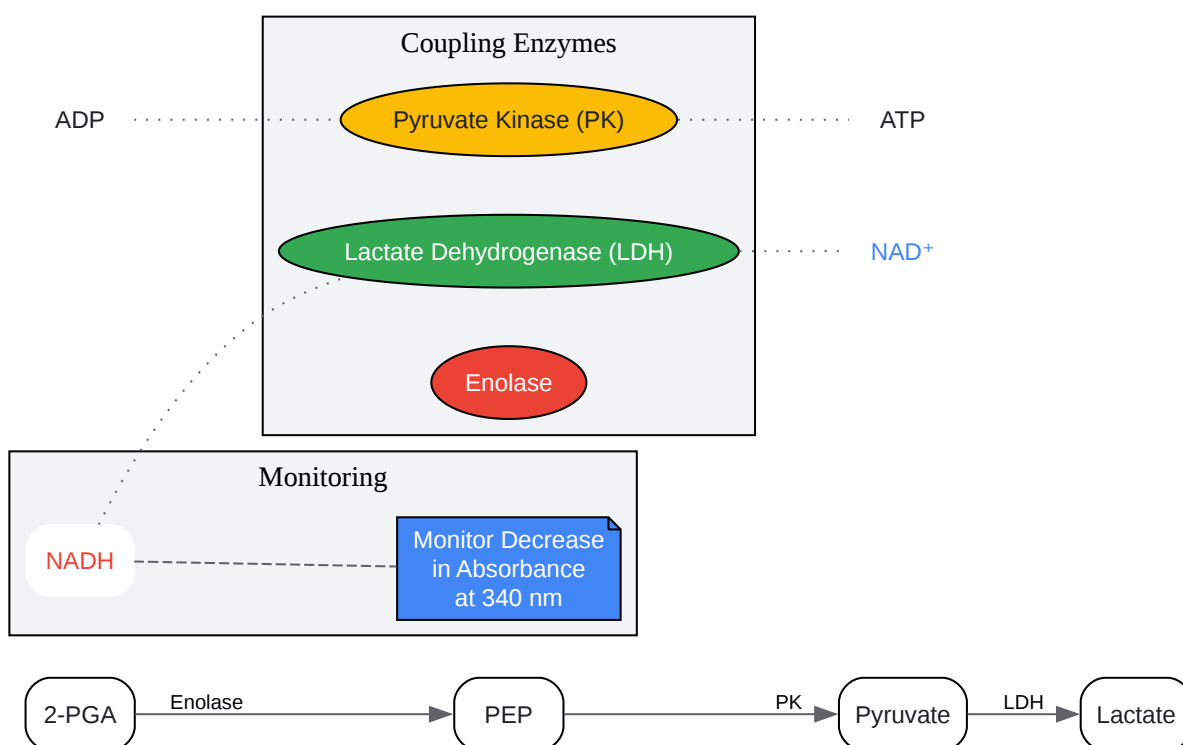 Coupling Enzymes
ADP
Pyruvate Kinase (PK)
ATP
Lactate Dehydrogenase (LDH)
NAD⁺
Enolase
Monitoring
NADH
Monitor Decrease
in Absorbance
at 340 nm
2-PGA
Enolase
PEP
PK
Pyruvate
LDH
Lactate